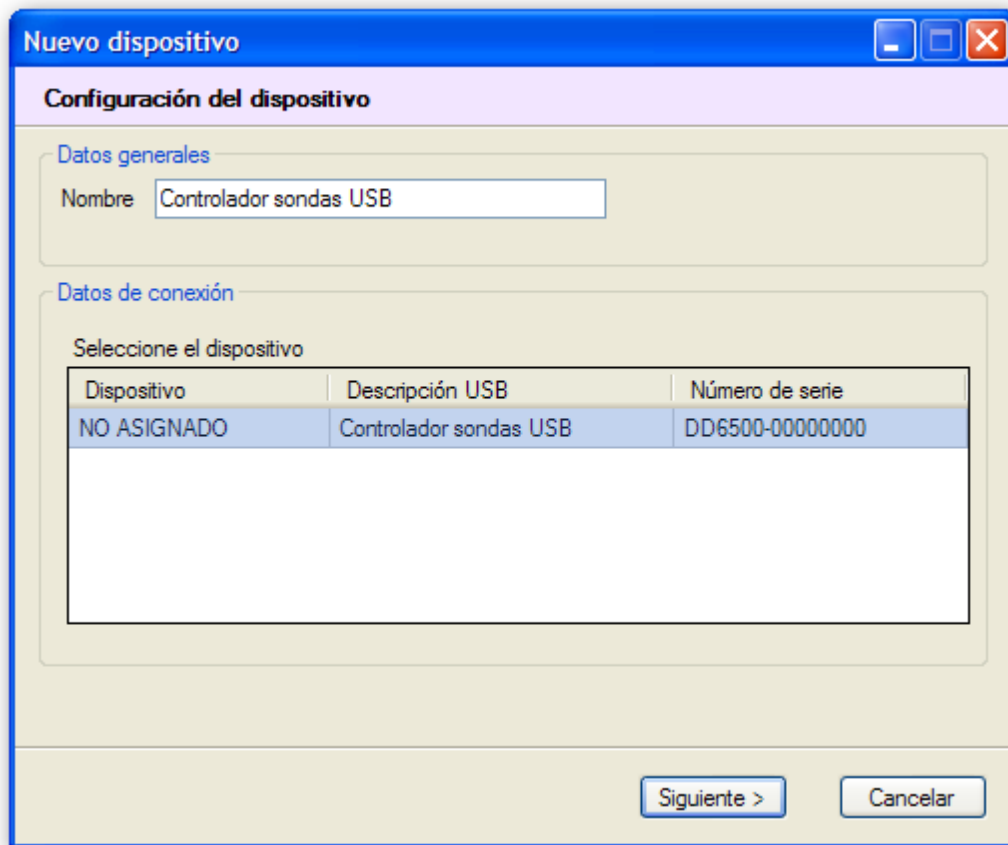 Nuevo dispositivo
Configuración del dispositivo
Datos generales
Nombre Controlador sondas USB
Datos de conexión
Seleccione el dispositivo
Dispositivo Descripción USB Número de serie
NO ASIGNADO Controlador sondas USB DD6500-00000000
Siguiente > Cancelar